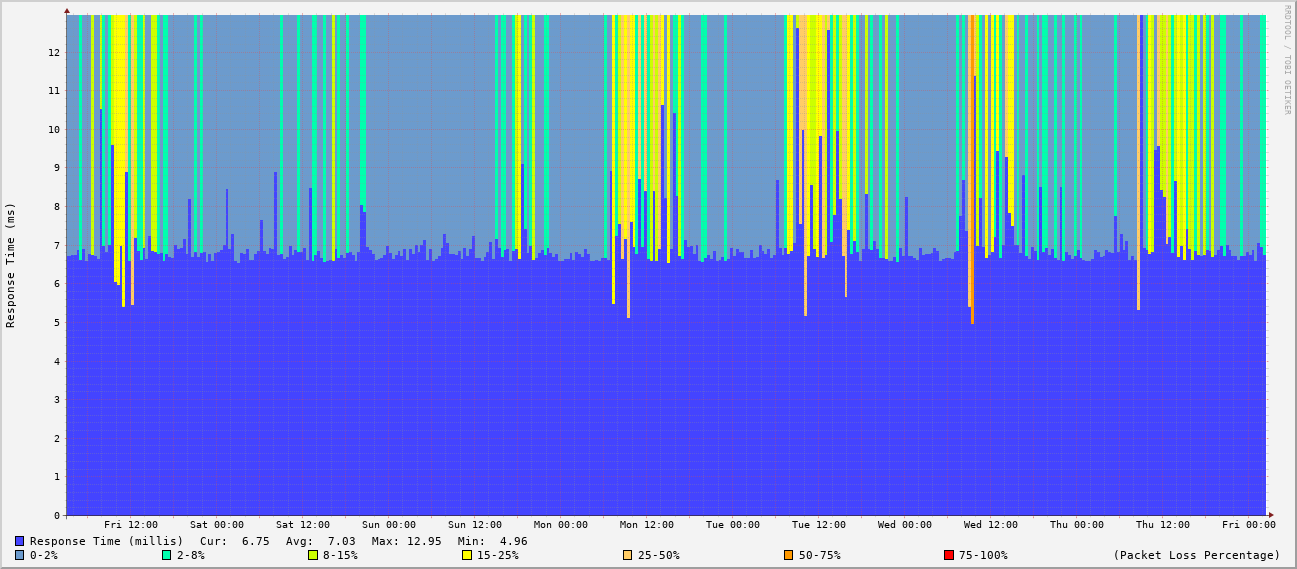 RRDTOOL / TOBI OETIKER
Response Time (ms)
12
11
10
9
8
7
6
5
4
3
2
1
0
Fri 12:00 Sat 00:00 Sat 12:00 Sun 00:00 Sun 12:00 Mon 00:00 Mon 12:00 Tue 00:00 Tue 12:00 Wed 00:00 Wed 12:00 Thu 00:00 Thu 12:00 Fri 00:00
Response Time (millis) Cur: 6.75 Avg: 7.03 Max: 12.95 Min: 4.96
0-2% 2-8% 8-15% 15-25% 25-50% 50-75% 75-100% (Packet Loss Percentage)